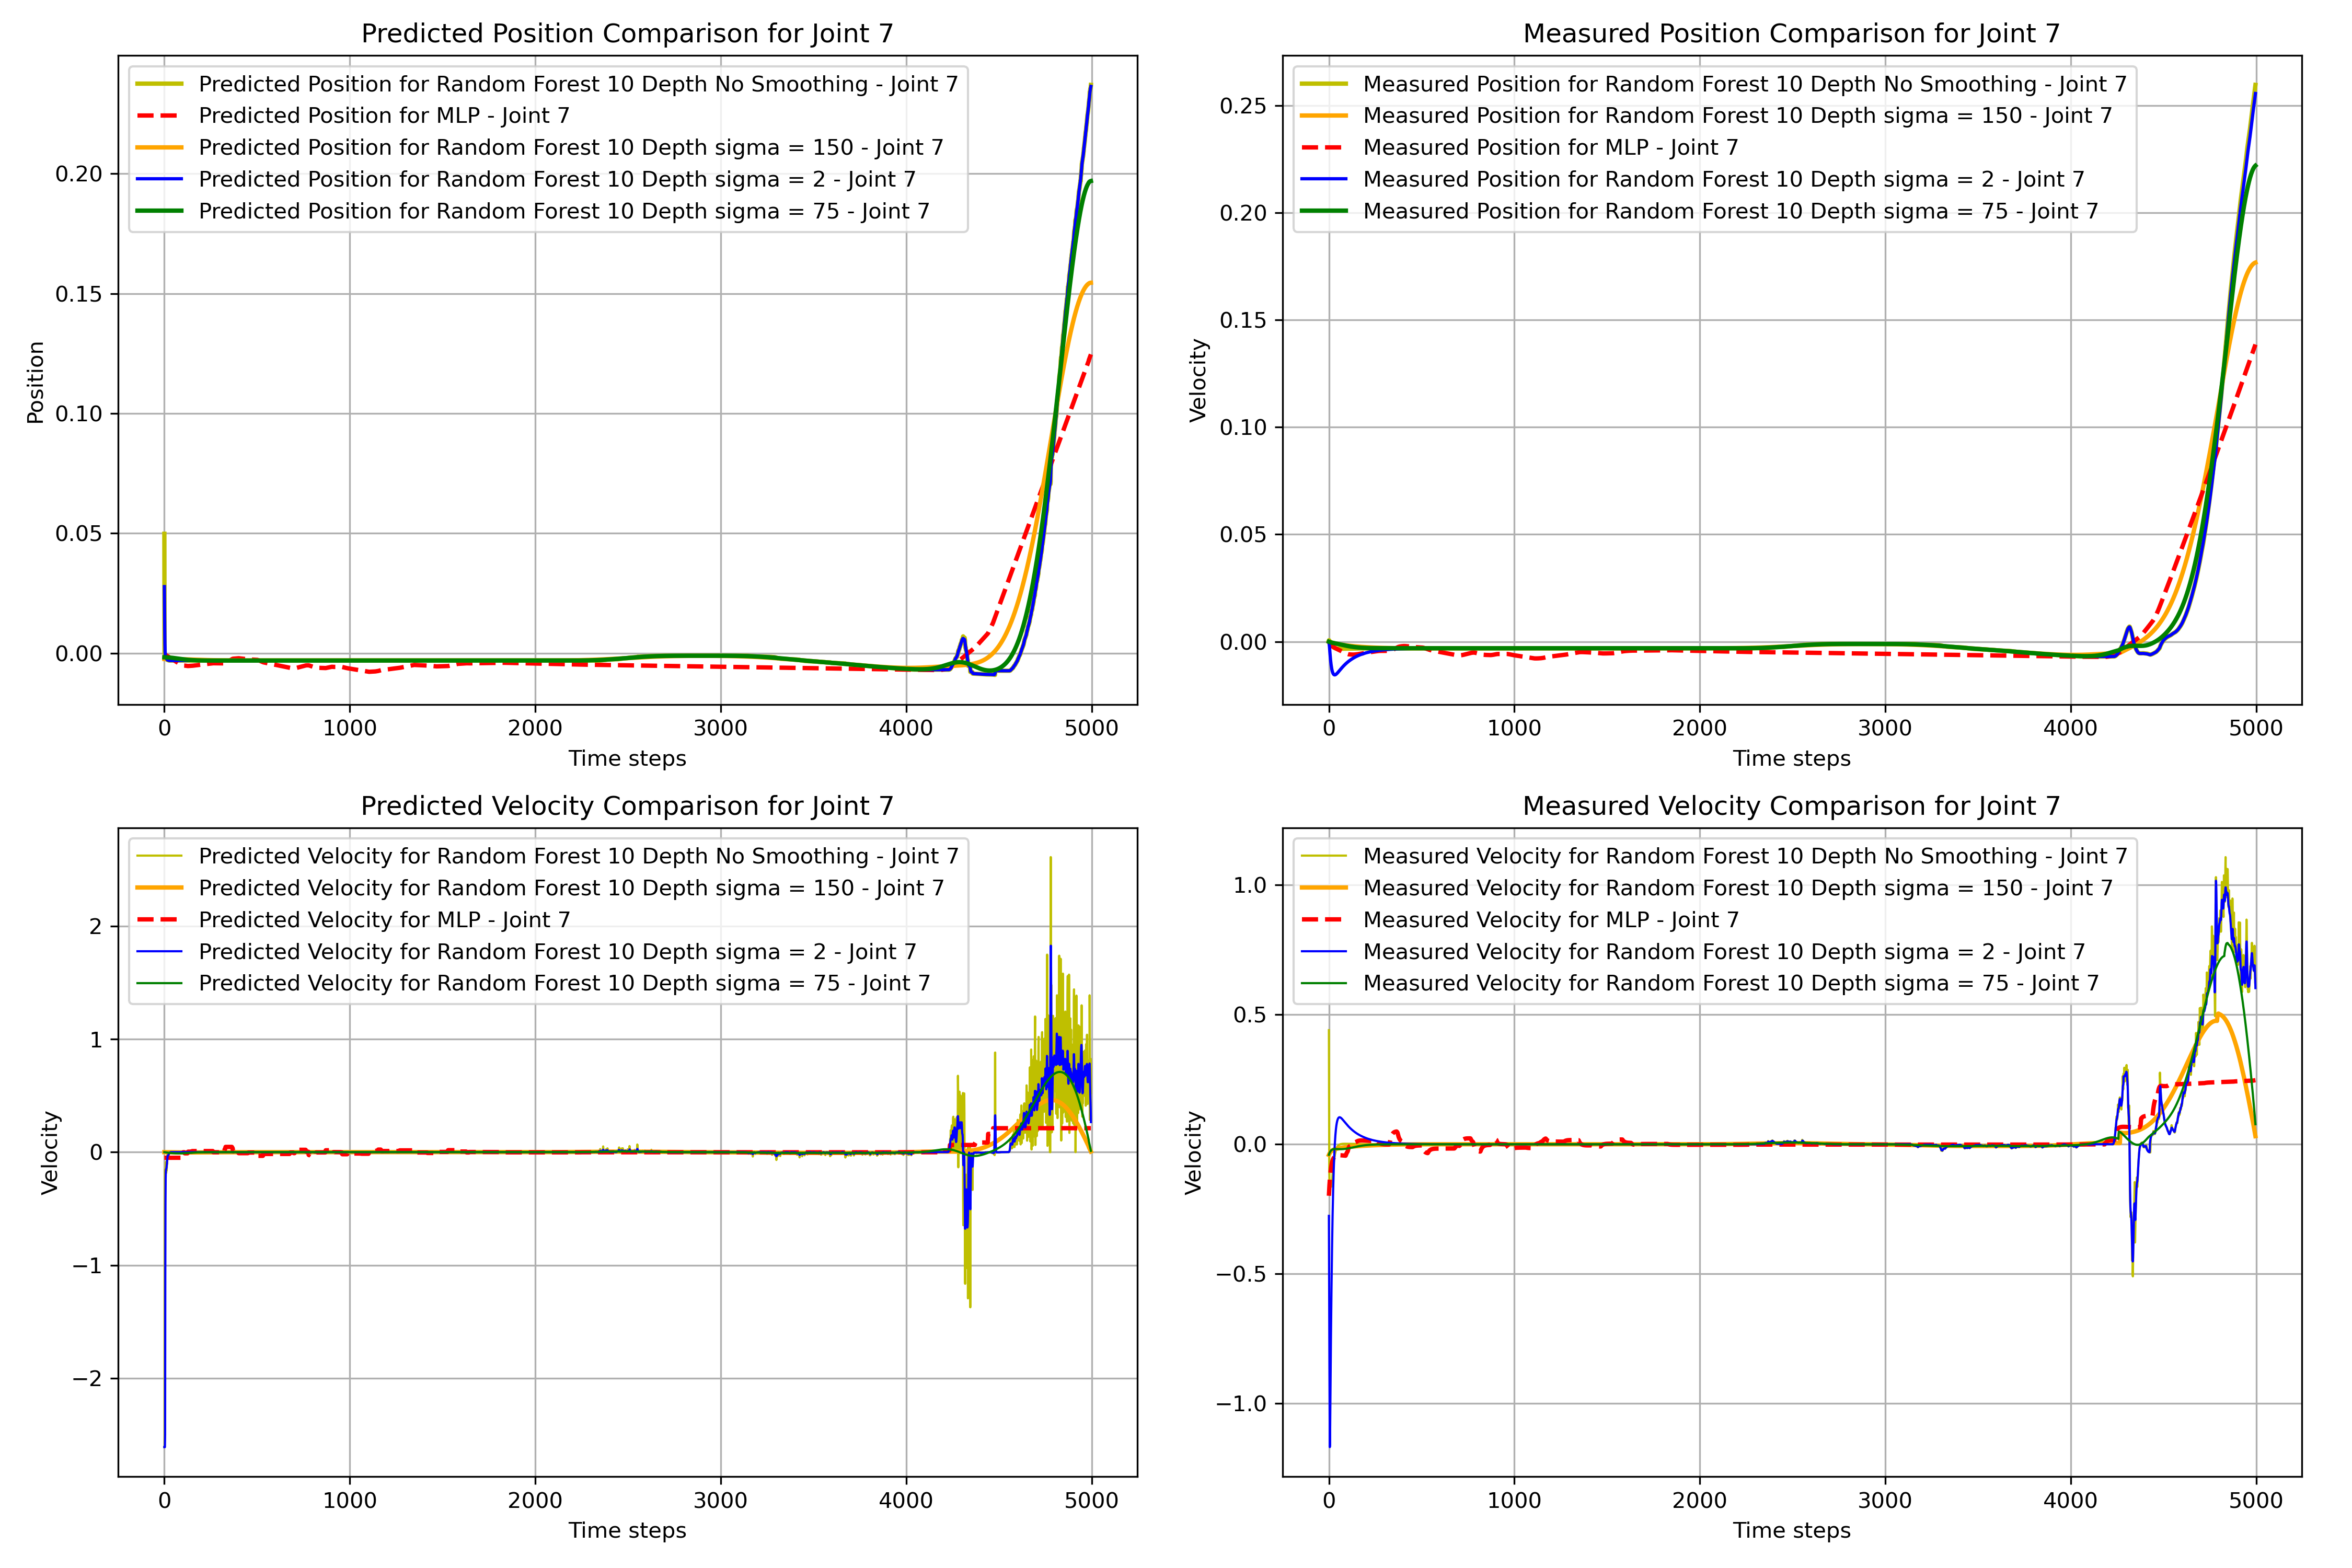 Predicted Position Comparison for Joint 7
Predicted Position for Random Forest 10 Depth No Smoothing - Joint 7
Predicted Position for MLP - Joint 7
Predicted Position for Random Forest 10 Depth sigma = 150 - Joint 7
Predicted Position for Random Forest 10 Depth sigma = 2 - Joint 7
Predicted Position for Random Forest 10 Depth sigma = 75 - Joint 7
0.20
0.15
0.10
0.05
0.00
Position
0 1000 2000 3000 4000 5000
Time steps
Measured Position Comparison for Joint 7
Measured Position for Random Forest 10 Depth No Smoothing - Joint 7
Measured Position for Random Forest 10 Depth sigma = 150 - Joint 7
Measured Position for MLP - Joint 7
Measured Position for Random Forest 10 Depth sigma = 2 - Joint 7
Measured Position for Random Forest 10 Depth sigma = 75 - Joint 7
0.25
0.20
0.15
0.10
0.05
0.00
Velocity
0 1000 2000 3000 4000 5000
Time steps
Predicted Velocity Comparison for Joint 7
Predicted Velocity for Random Forest 10 Depth No Smoothing - Joint 7
Predicted Velocity for Random Forest 10 Depth sigma = 150 - Joint 7
Predicted Velocity for MLP - Joint 7
Predicted Velocity for Random Forest 10 Depth sigma = 2 - Joint 7
Predicted Velocity for Random Forest 10 Depth sigma = 75 - Joint 7
2
1
0
−1
−2
Velocity
0 1000 2000 3000 4000 5000
Time steps
Measured Velocity Comparison for Joint 7
Measured Velocity for Random Forest 10 Depth No Smoothing - Joint 7
Measured Velocity for Random Forest 10 Depth sigma = 150 - Joint 7
Measured Velocity for MLP - Joint 7
Measured Velocity for Random Forest 10 Depth sigma = 2 - Joint 7
Measured Velocity for Random Forest 10 Depth sigma = 75 - Joint 7
1.0
0.5
0.0
−0.5
−1.0
Velocity
0 1000 2000 3000 4000 5000
Time steps